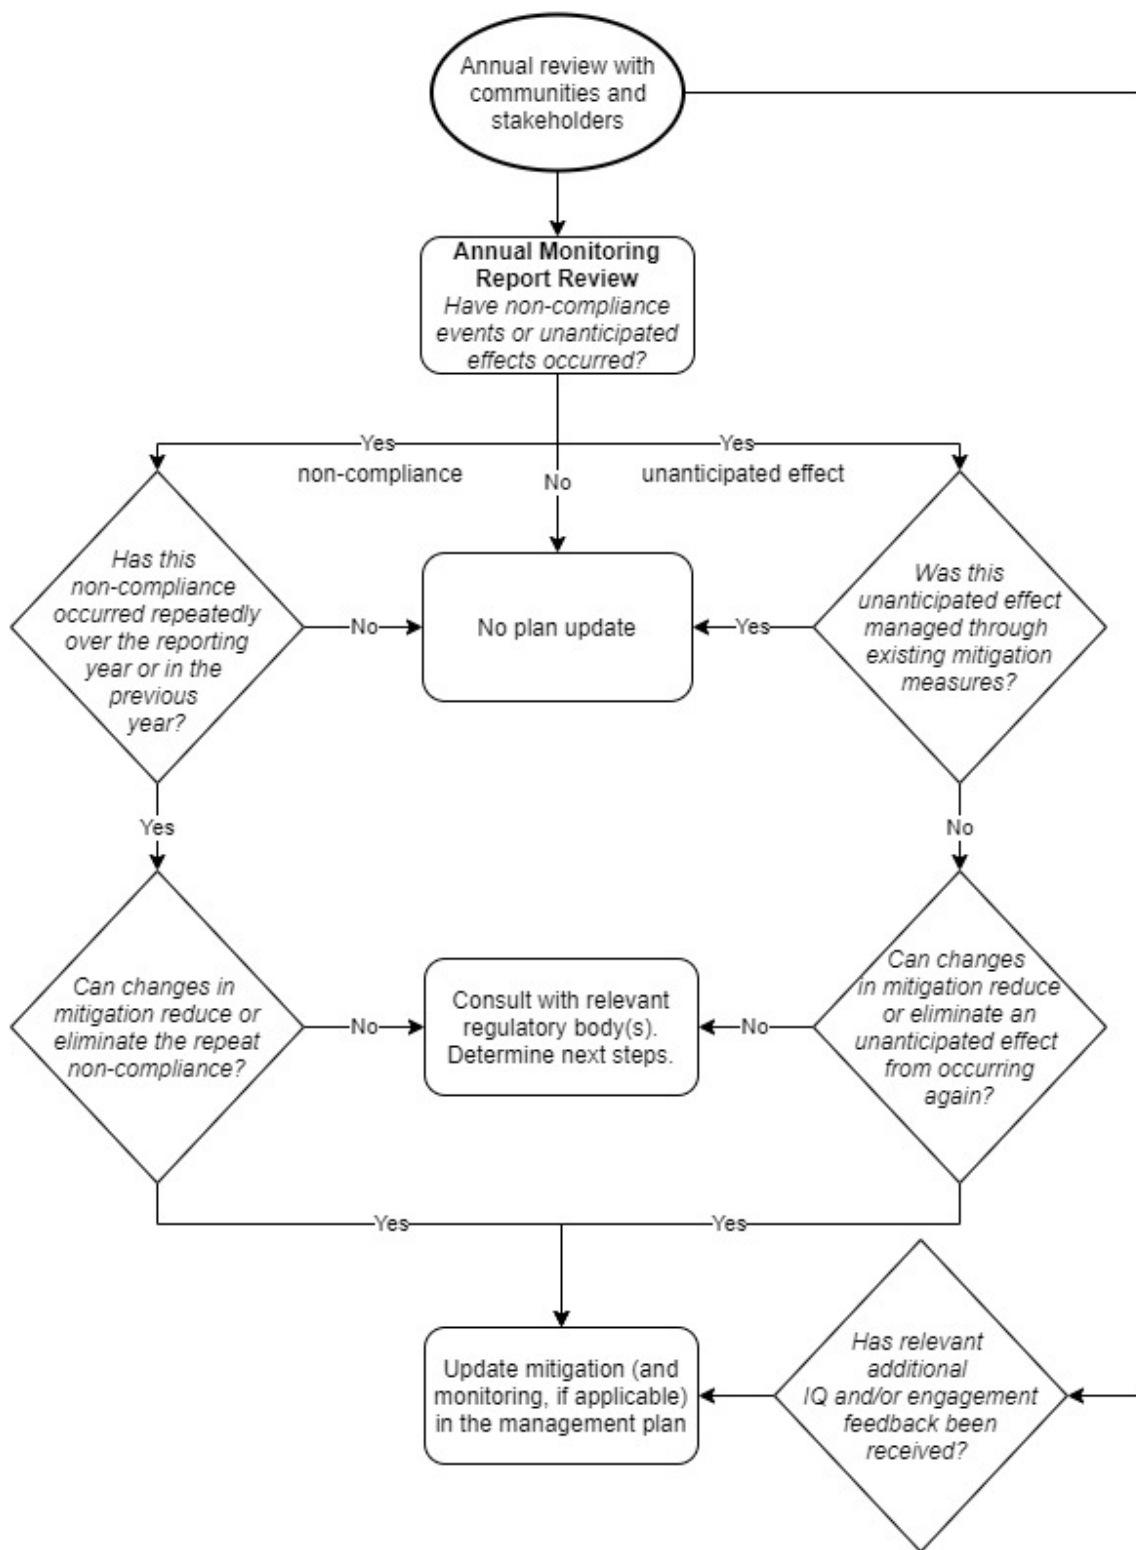 Annual review with
communities and
stakeholders
Annual Monitoring
Report Review
Have non-compliance
events or unanticipated
effects occurred?
Yes
non-compliance
No
Yes
unanticipated effect
Has this
non-compliance
occurred repeatedly
over the reporting
year or in the
previous
year?
No
No plan update
Yes
Was this
unanticipated effect
managed through
existing mitigation
measures?
Yes
No
Can changes in
mitigation reduce or
eliminate the repeat
non-compliance?
No
Consult with relevant
regulatory body(s).
Determine next steps.
No
Can changes
in mitigation reduce
or eliminate an
unanticipated effect
from occurring
again?
Yes
Yes
Update mitigation (and
monitoring, if applicable)
in the management plan
Has relevant
additional
IQ and/or engagement
feedback been
received?